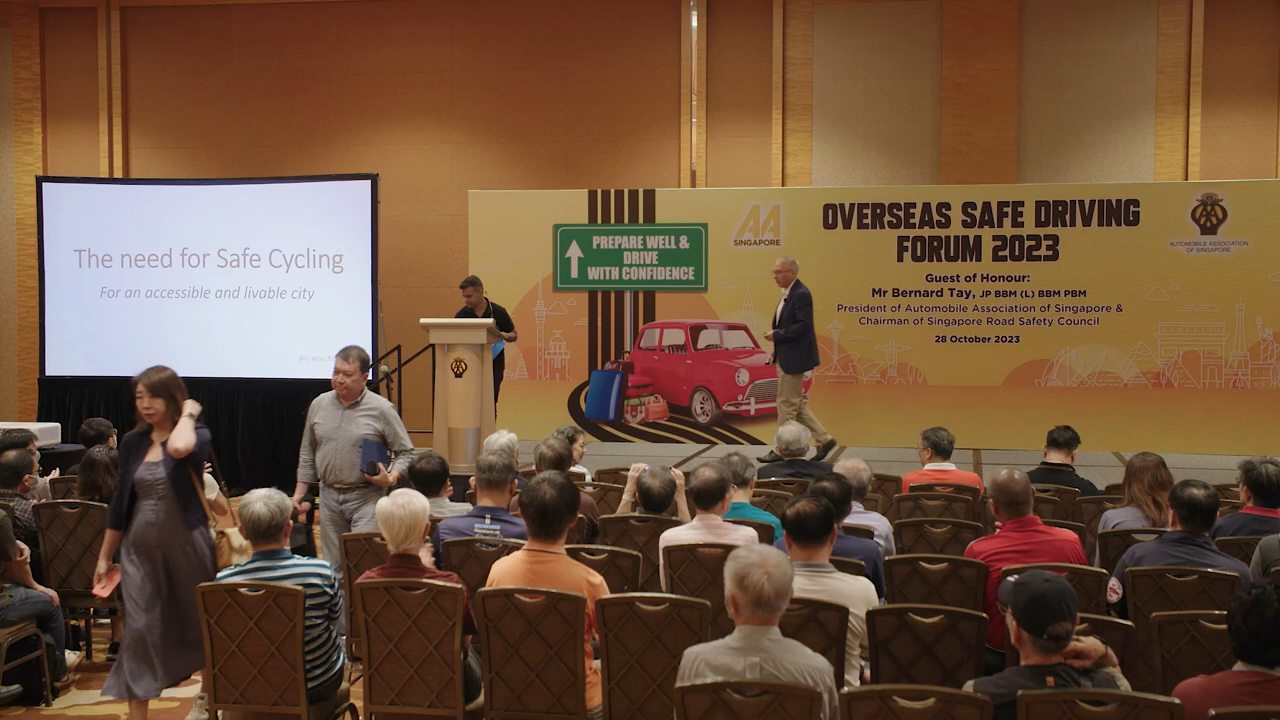 The need for Safe Cycling
For an accessible and livable city
PREPARE WELL &
DRIVE
WITH CONFIDENCE
AA
SINGAPORE
OVERSEAS SAFE DRIVING
FORUM 2023
Guest of Honour:
Mr Bernard Tay, JP BBM (L) BBM PBM
President of Automobile Association of Singapore &
Chairman of Singapore Road Safety Council
28 October 2023
AUTOMOBILE ASSOCIATION
OF SINGAPORE